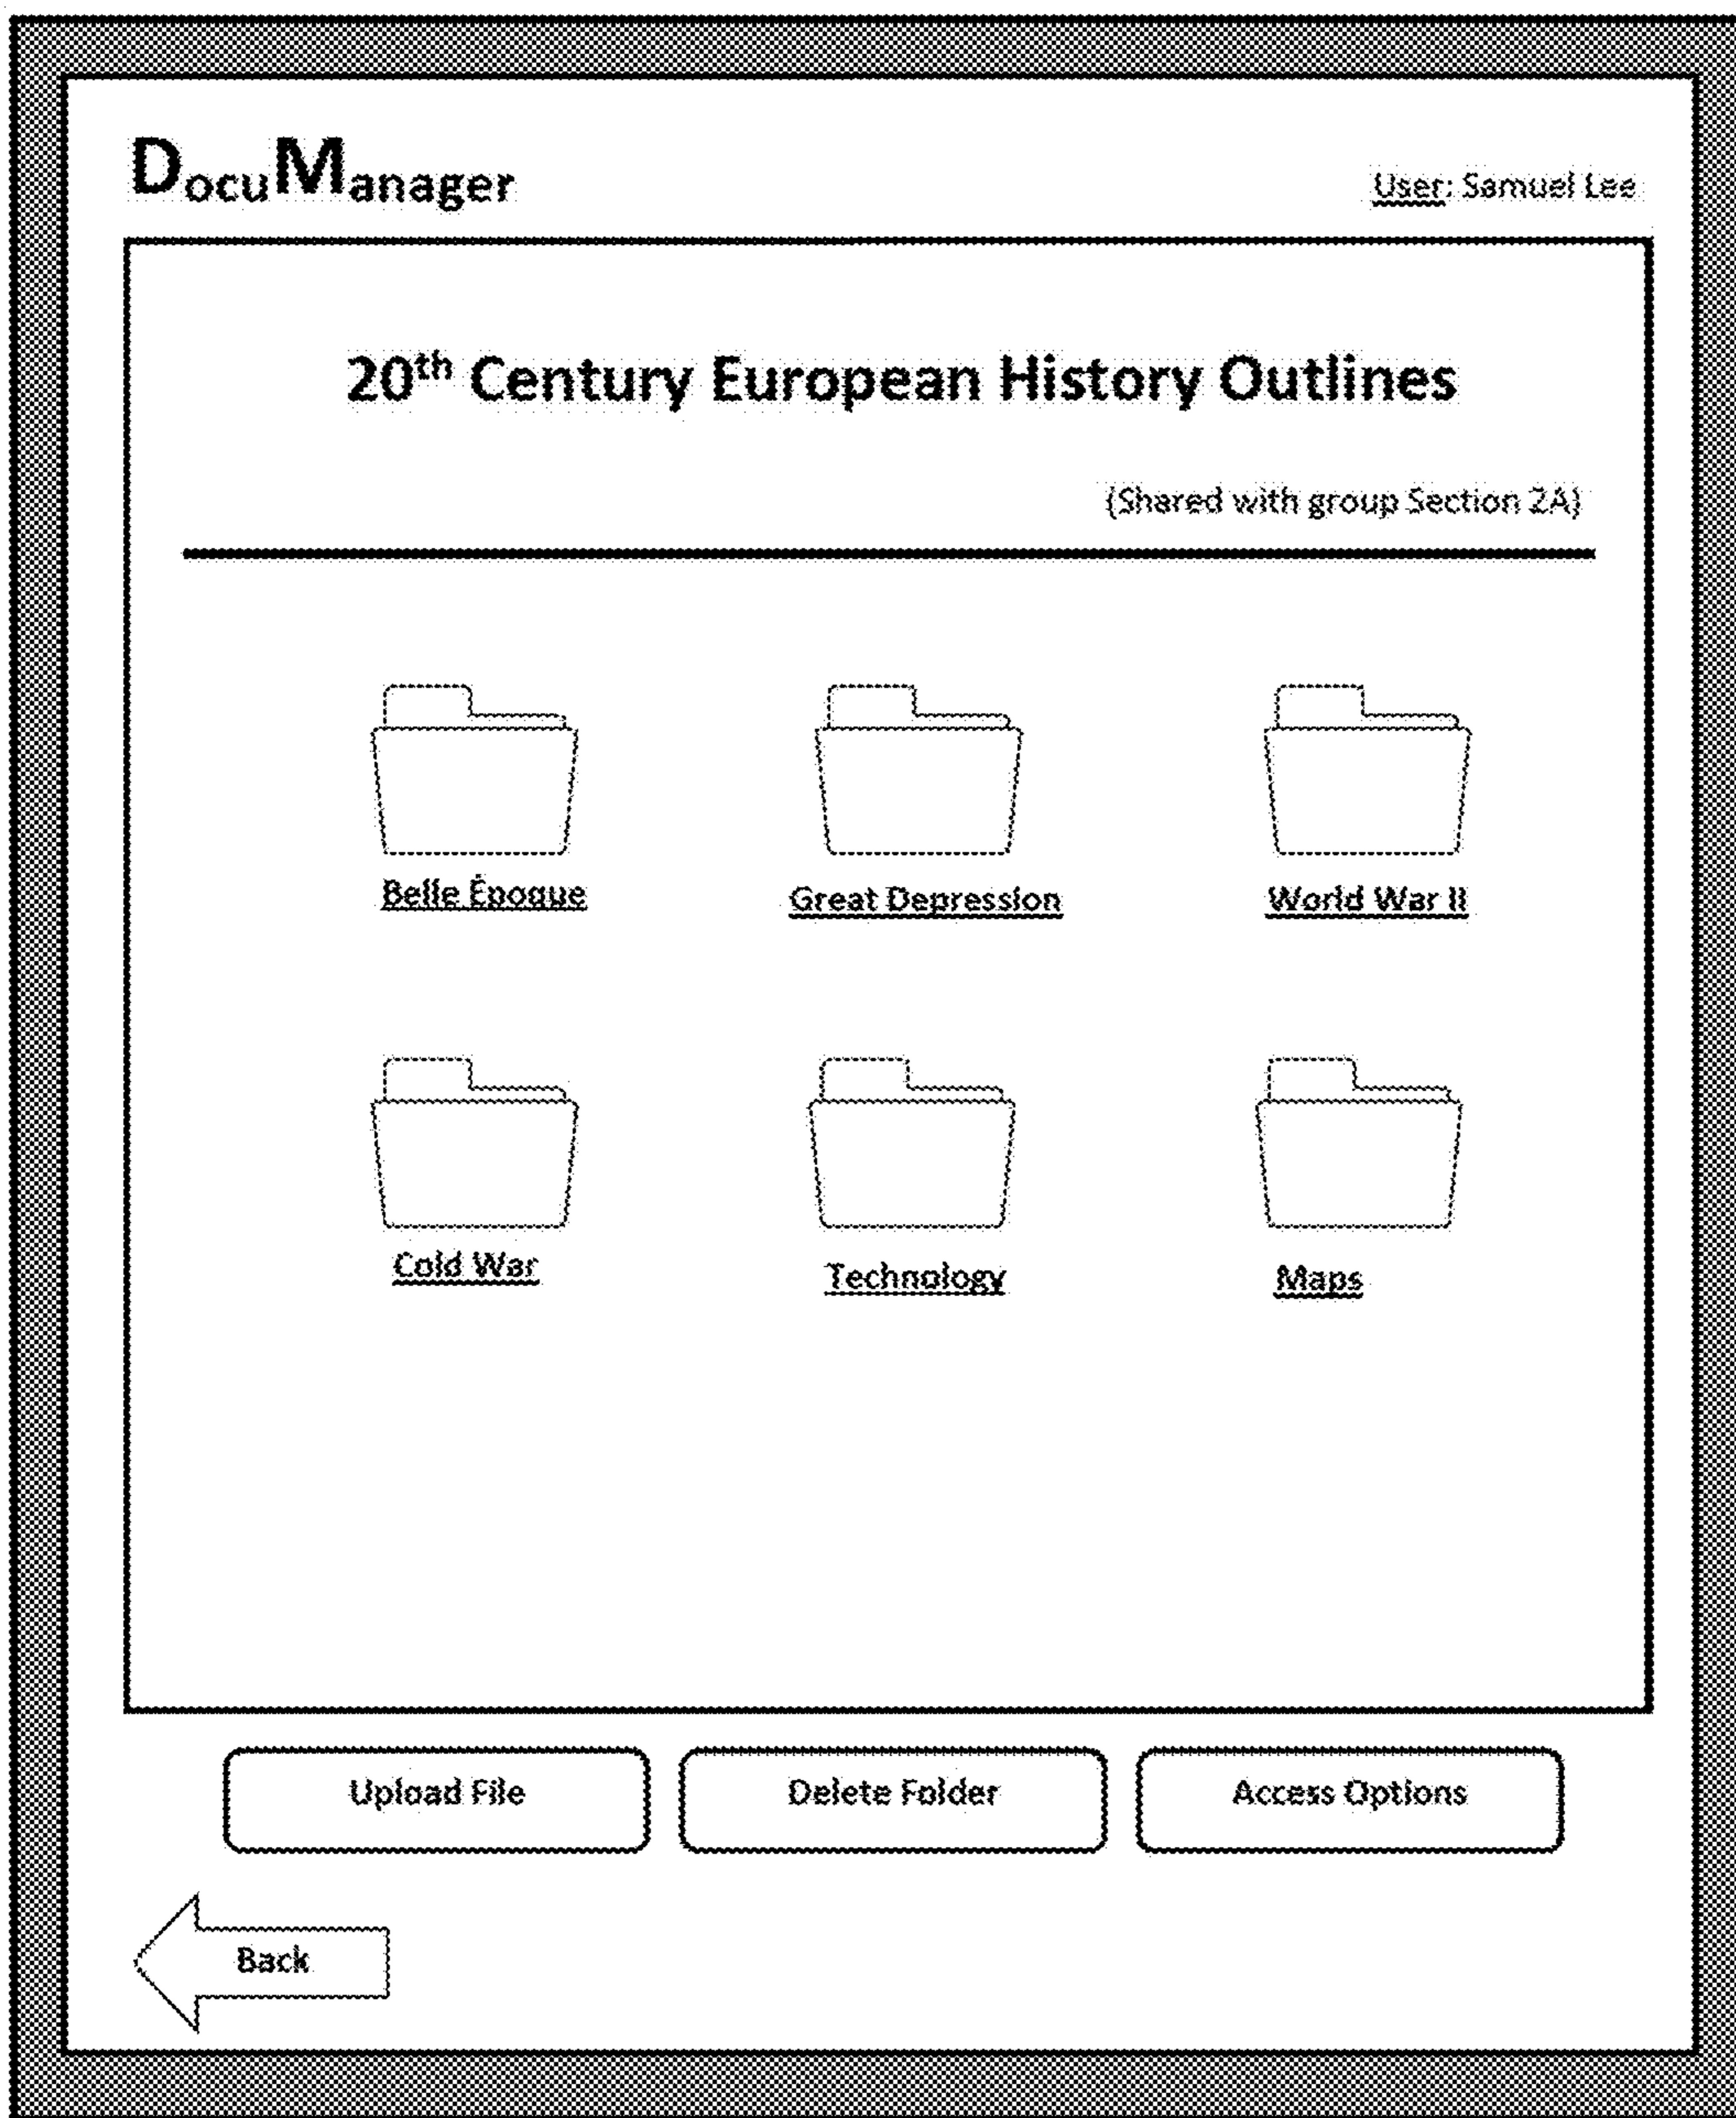 DocuManager
User: Samuel Lee
20th Century European History Outlines
(Shared with group Section 2A)
Belle Époque
Great Depression
World War II
Cold War
Technology
Maps
Upload File
Delete Folder
Access Options
Back